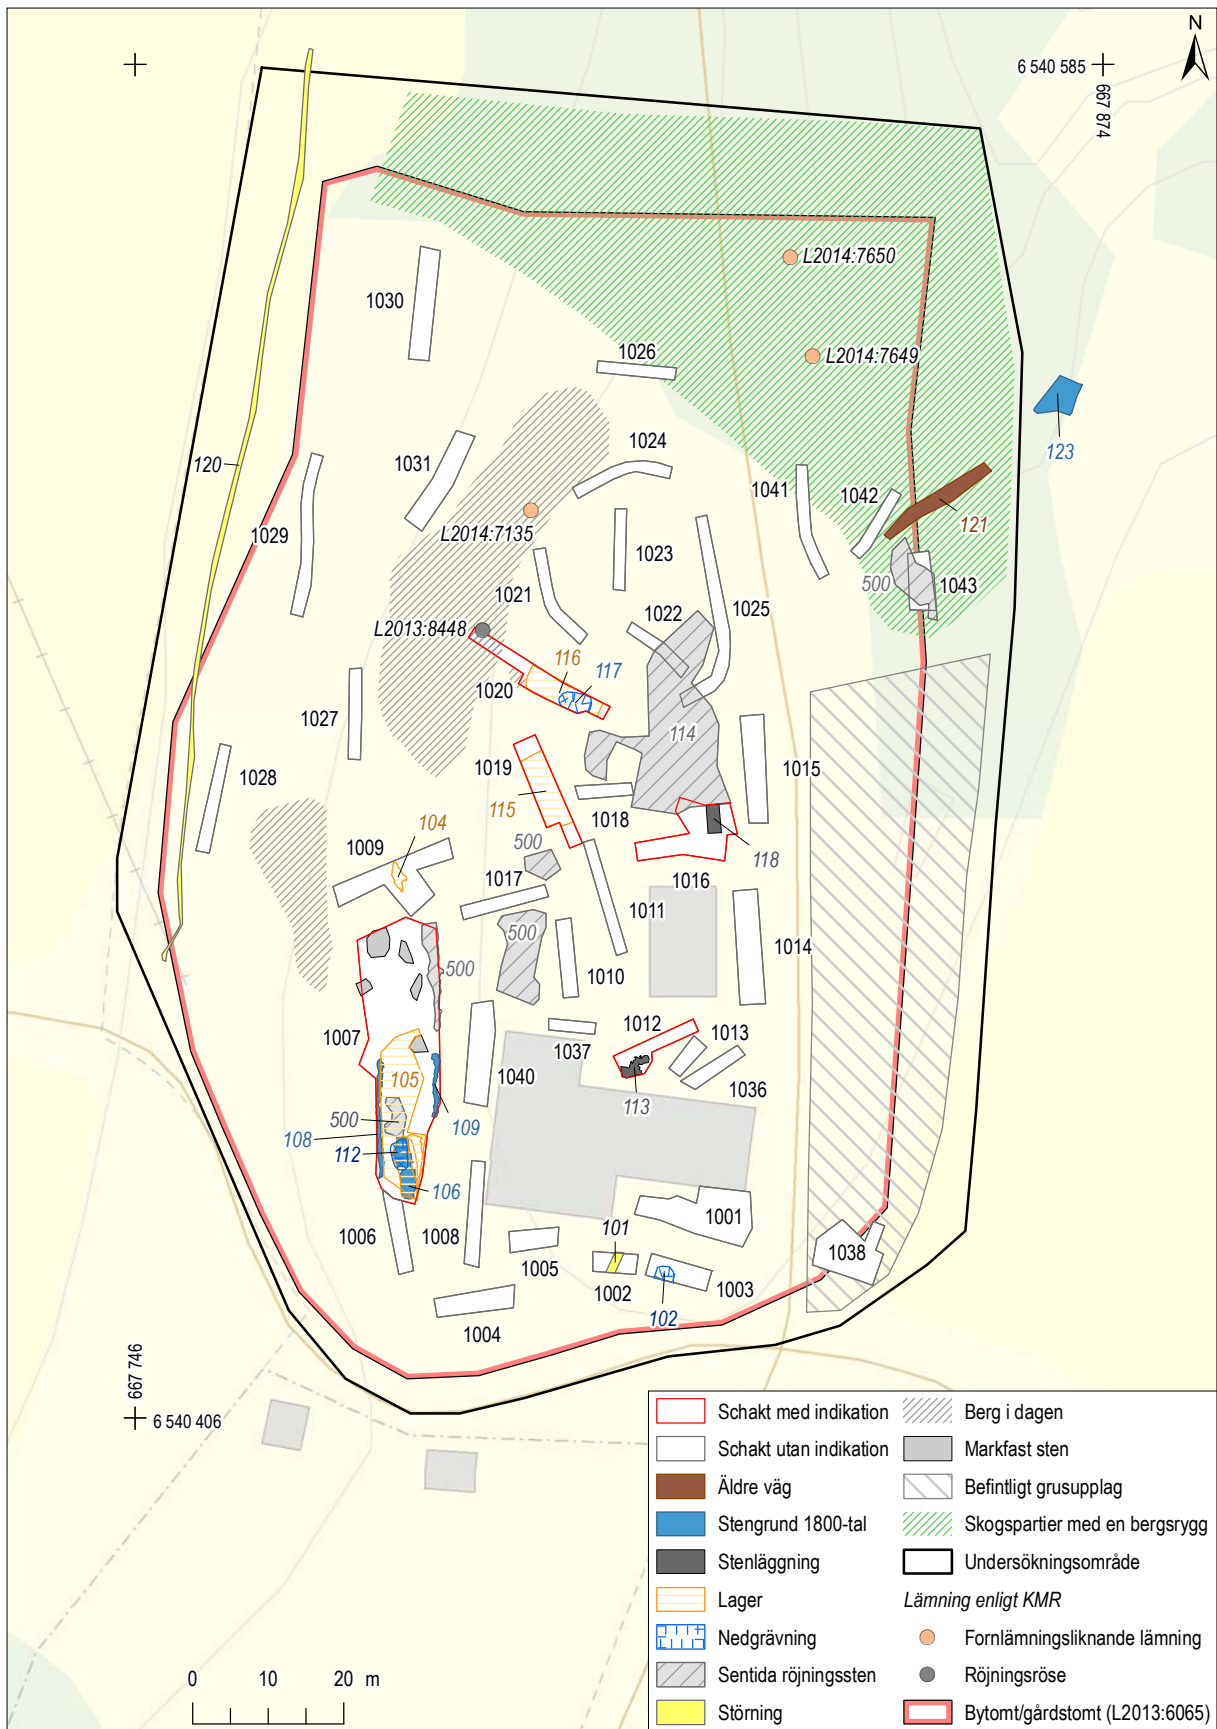 N
6 540 585
667 874
L2014:7650
1030
1026
L2014:7649
123
1024
1031
120
1041
1042
L2014:7135
1029
1023
121
500
1043
1021
1022
1025
L2013:8448
116
117
1020
1027
114
1019
1015
1028
115
1018
104
500
118
1009
1017
1016
1011
500
1014
500
1010
1007
1012
1013
1037
105
1040
1036
113
500
109
108
112
106
1001
101
1006
1008
1038
1005
1002
1003
102
1004
667 746
6 540 406
Schakt med indikation
Schakt utan indikation
Äldre väg
Stengrund 1800-tal
Stenläggning
Lager
Nedgrävning
Sentida röjningssten
Störning
Berg i dagen
Markfast sten
Befintligt grusupplag
Skogspartier med en bergsrygg
Undersökningsområde
Lämning enligt KMR
Fornlämningsliknande lämning
Röjningsröse
Bytomt/gårdstomt (L2013:6065)
0 10 20 m